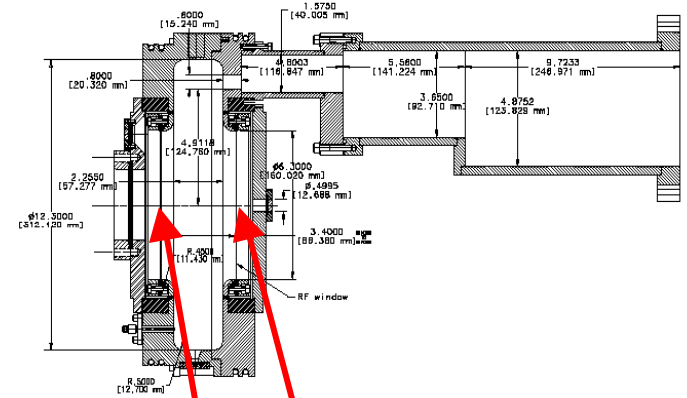 .6000
[15.240 mm]
1.5750
[40.005 mm]
.8000
[20.320 mm]
4.6003
[116.847 mm]
5.5600
[141.224 mm]
9.7233
[246.971 mm]
3.6500
[92.710 mm]
4.8752
[123.829 mm]
4.9118
[124.760 mm]
2.2550
[57.277 mm]
ø6.3000
[160.020 mm]
ø.4995
[12.688 mm]
ø12.3000
[312.420 mm]
3.4000
[86.360 mm]
R.4500
[11.430 mm]
RF window
R.5000
[12.700 mm]